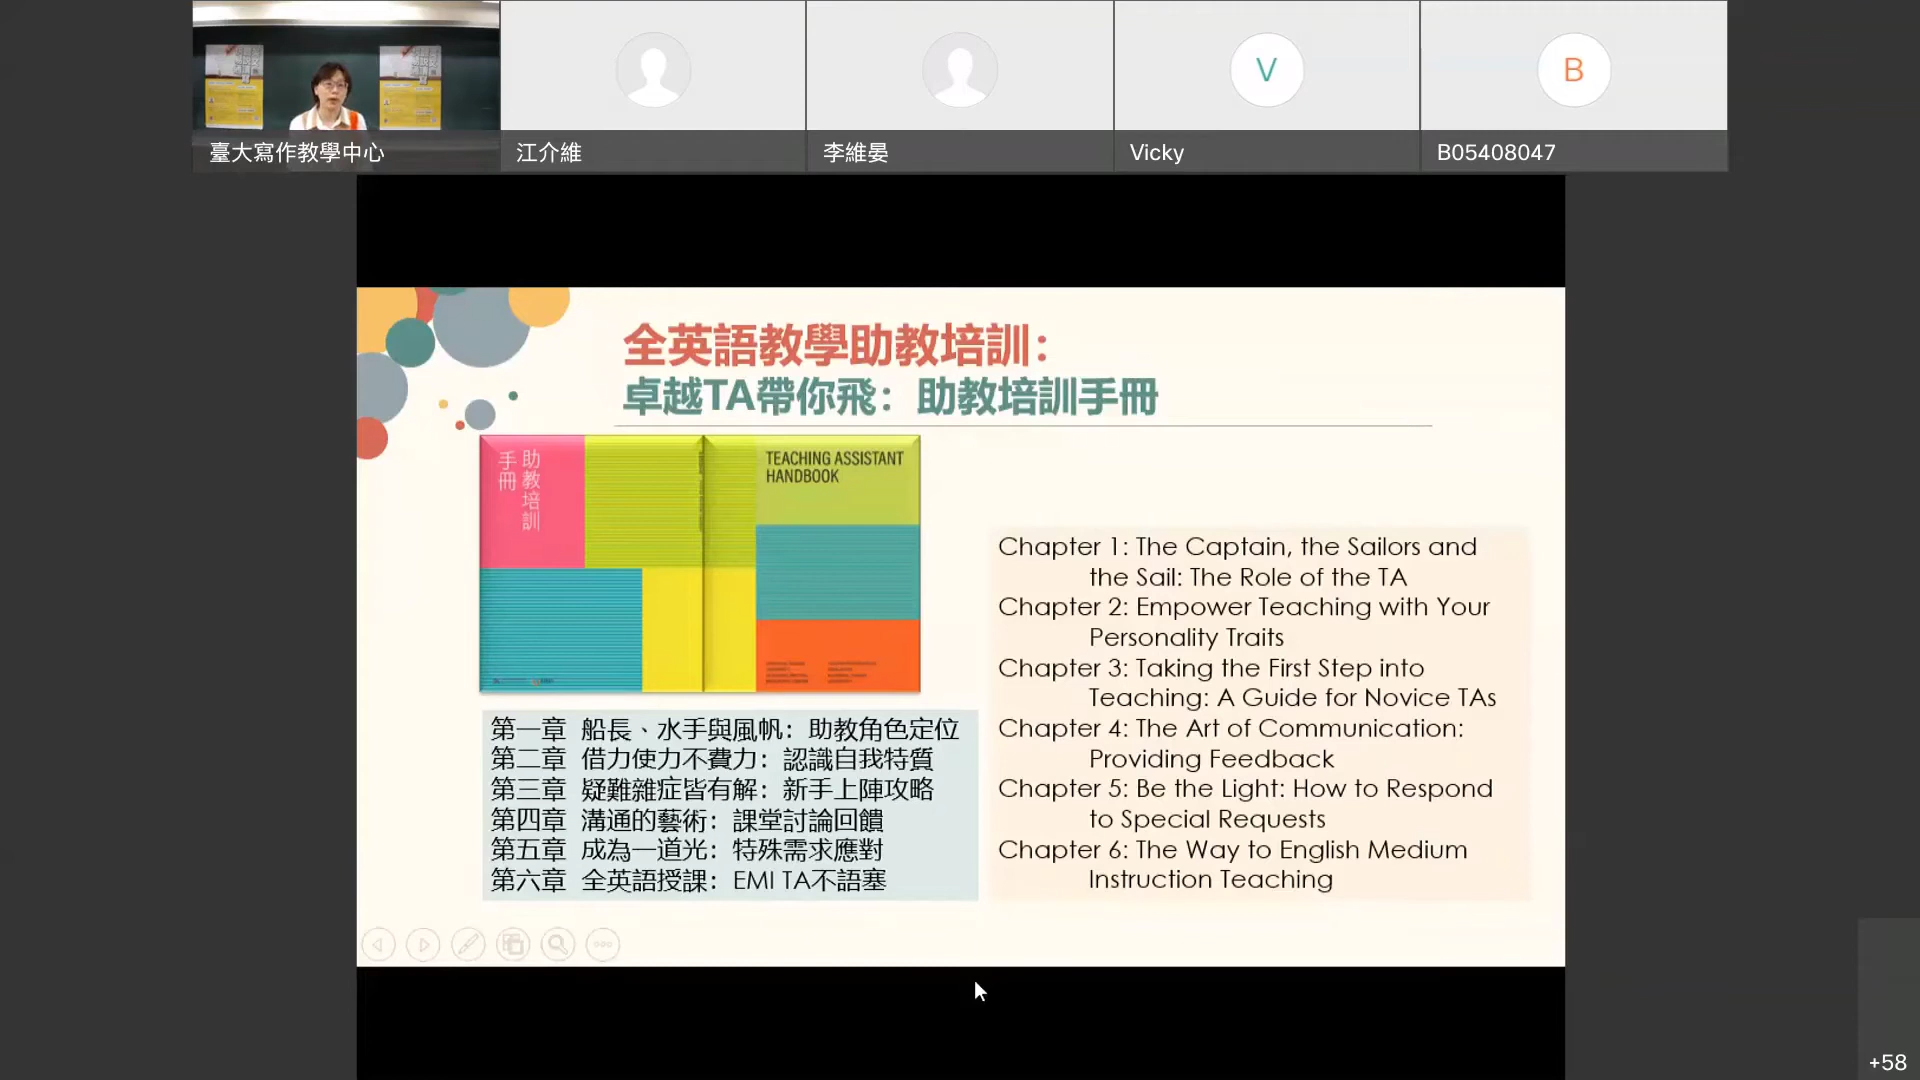 臺大寫作教學中心
江介維
李維晏
Vicky
B05408047
V
B
全英語教學助教培訓：
卓越TA帶你飛：助教培訓手冊
助教培訓
手冊
TEACHING ASSISTANT
HANDBOOK
第一章 船長、水手與風帆：助教角色定位
第二章 借力使力不費力：認識自我特質
第三章 疑難雜症皆有解：新手上陣攻略
第四章 溝通的藝術：課堂討論回饋
第五章 成為一道光：特殊需求應對
第六章 全英語授課：EMI TA不語塞
Chapter 1: The Captain, the Sailors and
the Sail: The Role of the TA
Chapter 2: Empower Teaching with Your
Personality Traits
Chapter 3: Taking the First Step into
Teaching: A Guide for Novice TAs
Chapter 4: The Art of Communication:
Providing Feedback
Chapter 5: Be the Light: How to Respond
to Special Requests
Chapter 6: The Way to English Medium
Instruction Teaching
+58